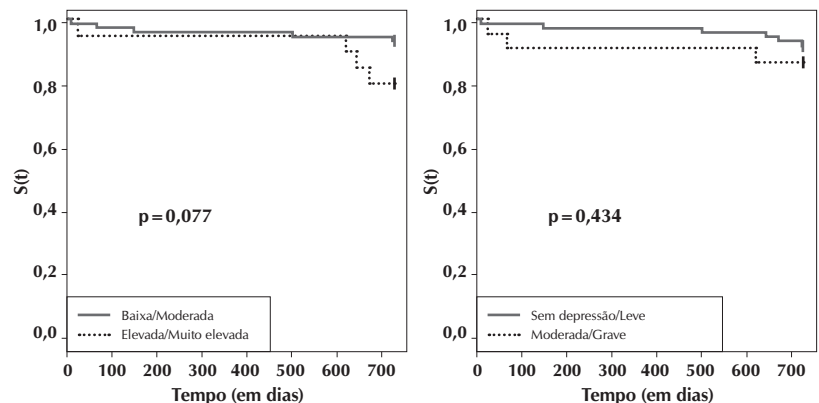 S(t)
1,0
0,8
0,6
0,4
0,2
0,0
p=0,077
Baixa/Moderada
Elevada/Muito elevada
0 100 200 300 400 500 600 700
Tempo (em dias)
S(t)
1,0
0,8
0,6
0,4
0,2
0,0
p=0,434
Sem depressão/Leve
Moderada/Grave
0 100 200 300 400 500 600 700
Tempo (em dias)